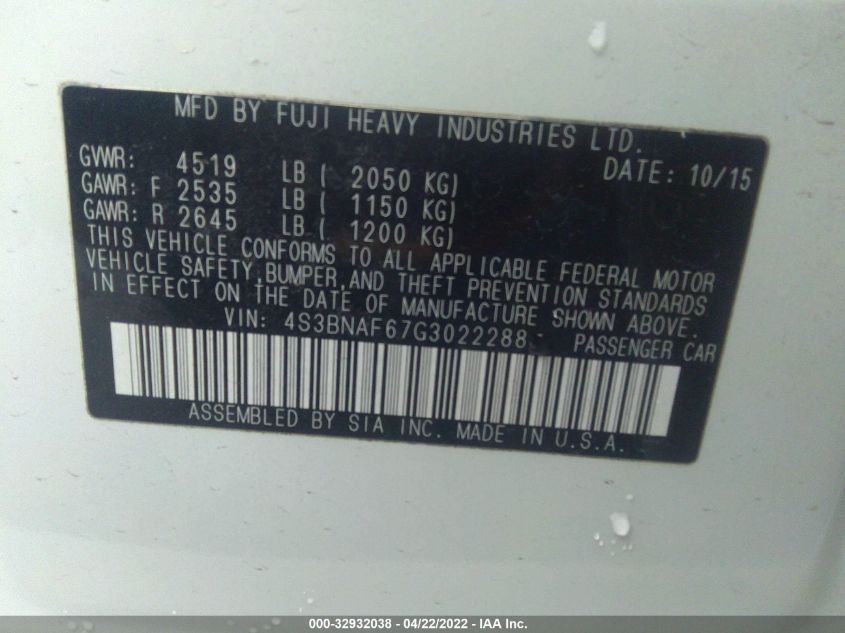 MFD BY FUJI HEAVY INDUSTRIES LTD.
GVWR: 4519 LB ( 2050 KG) DATE: 10/15
GAWR: F 2535 LB ( 1150 KG)
GAWR: R 2645 LB ( 1200 KG)
THIS VEHICLE CONFORMS TO ALL APPLICABLE FEDERAL MOTOR
VEHICLE SAFETY,BUMPER,AND THEFT PREVENTION STANDARDS
IN EFFECT ON THE DATE OF MANUFACTURE SHOWN ABOVE.
VIN: 4S3BNAF67G3022288 PASSENGER CAR
ASSEMBLED BY SIA INC. MADE IN U.S.A.
000-32932038 - 04/22/2022 - IAA Inc.